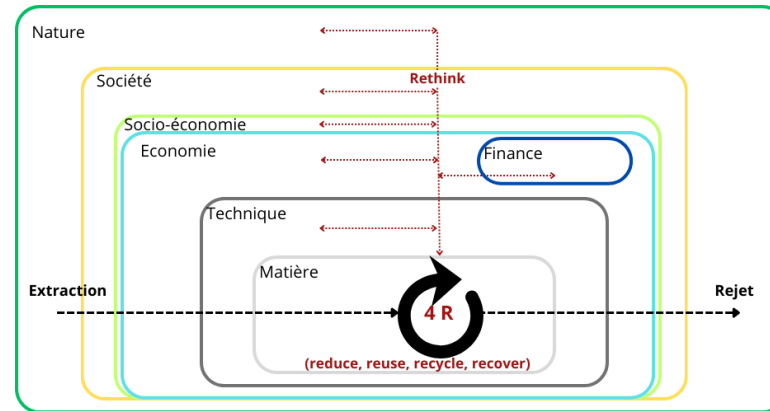 Nature
Rethink
Société
Socio-économie
Economie
Finance
Technique
Matière
Extraction
Rejet
4 R
(reduce, reuse, recycle, recover)